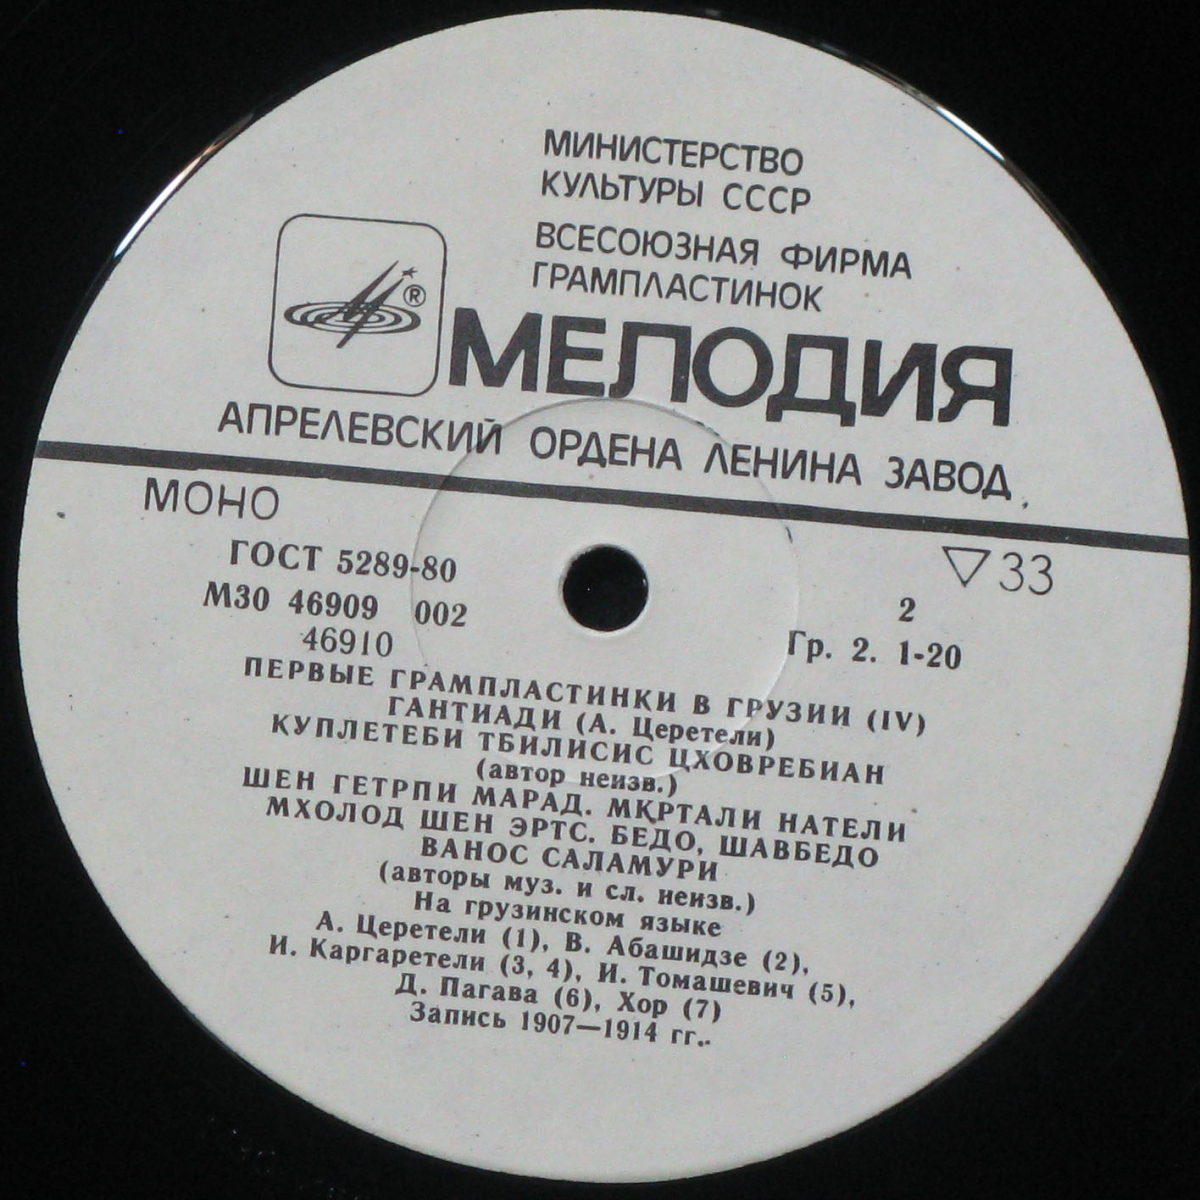 МИНИСТЕРСТВО
КУЛЬТУРЫ СССР
ВСЕСОЮЗНАЯ ФИРМА
ГРАМПЛАСТИНОК
®
МЕЛОДИЯ
АПРЕЛЕВСКИЙ ОРДЕНА ЛЕНИНА ЗАВОД
МОНО
▽33
ГОСТ 5289-80
М30 46909 002
2
46910
Гр. 2. 1-20
ПЕРВЫЕ ГРАМПЛАСТИНКИ В ГРУЗИИ (IV)
ГАНТИАДИ (А. Церетели)
КУПЛЕТЕБИ ТБИЛИСИС ЦХОВРЕБИАН
(автор неизв.)
ШЕН ГЕТРПИ МАРАД. МКРТАЛИ НАТЕЛИ
МХОЛОД ШЕН ЭРТС. БЕДО, ШАВБЕДО
ВАНОС САЛАМУРИ
(авторы муз. и сл. неизв.)
На грузинском языке
А. Церетели (1), В. Абашидзе (2),
И. Каргаретели (3, 4), И. Томашевич (5),
Д. Пагава (6), Хор (7)
Запись 1907—1914 гг.